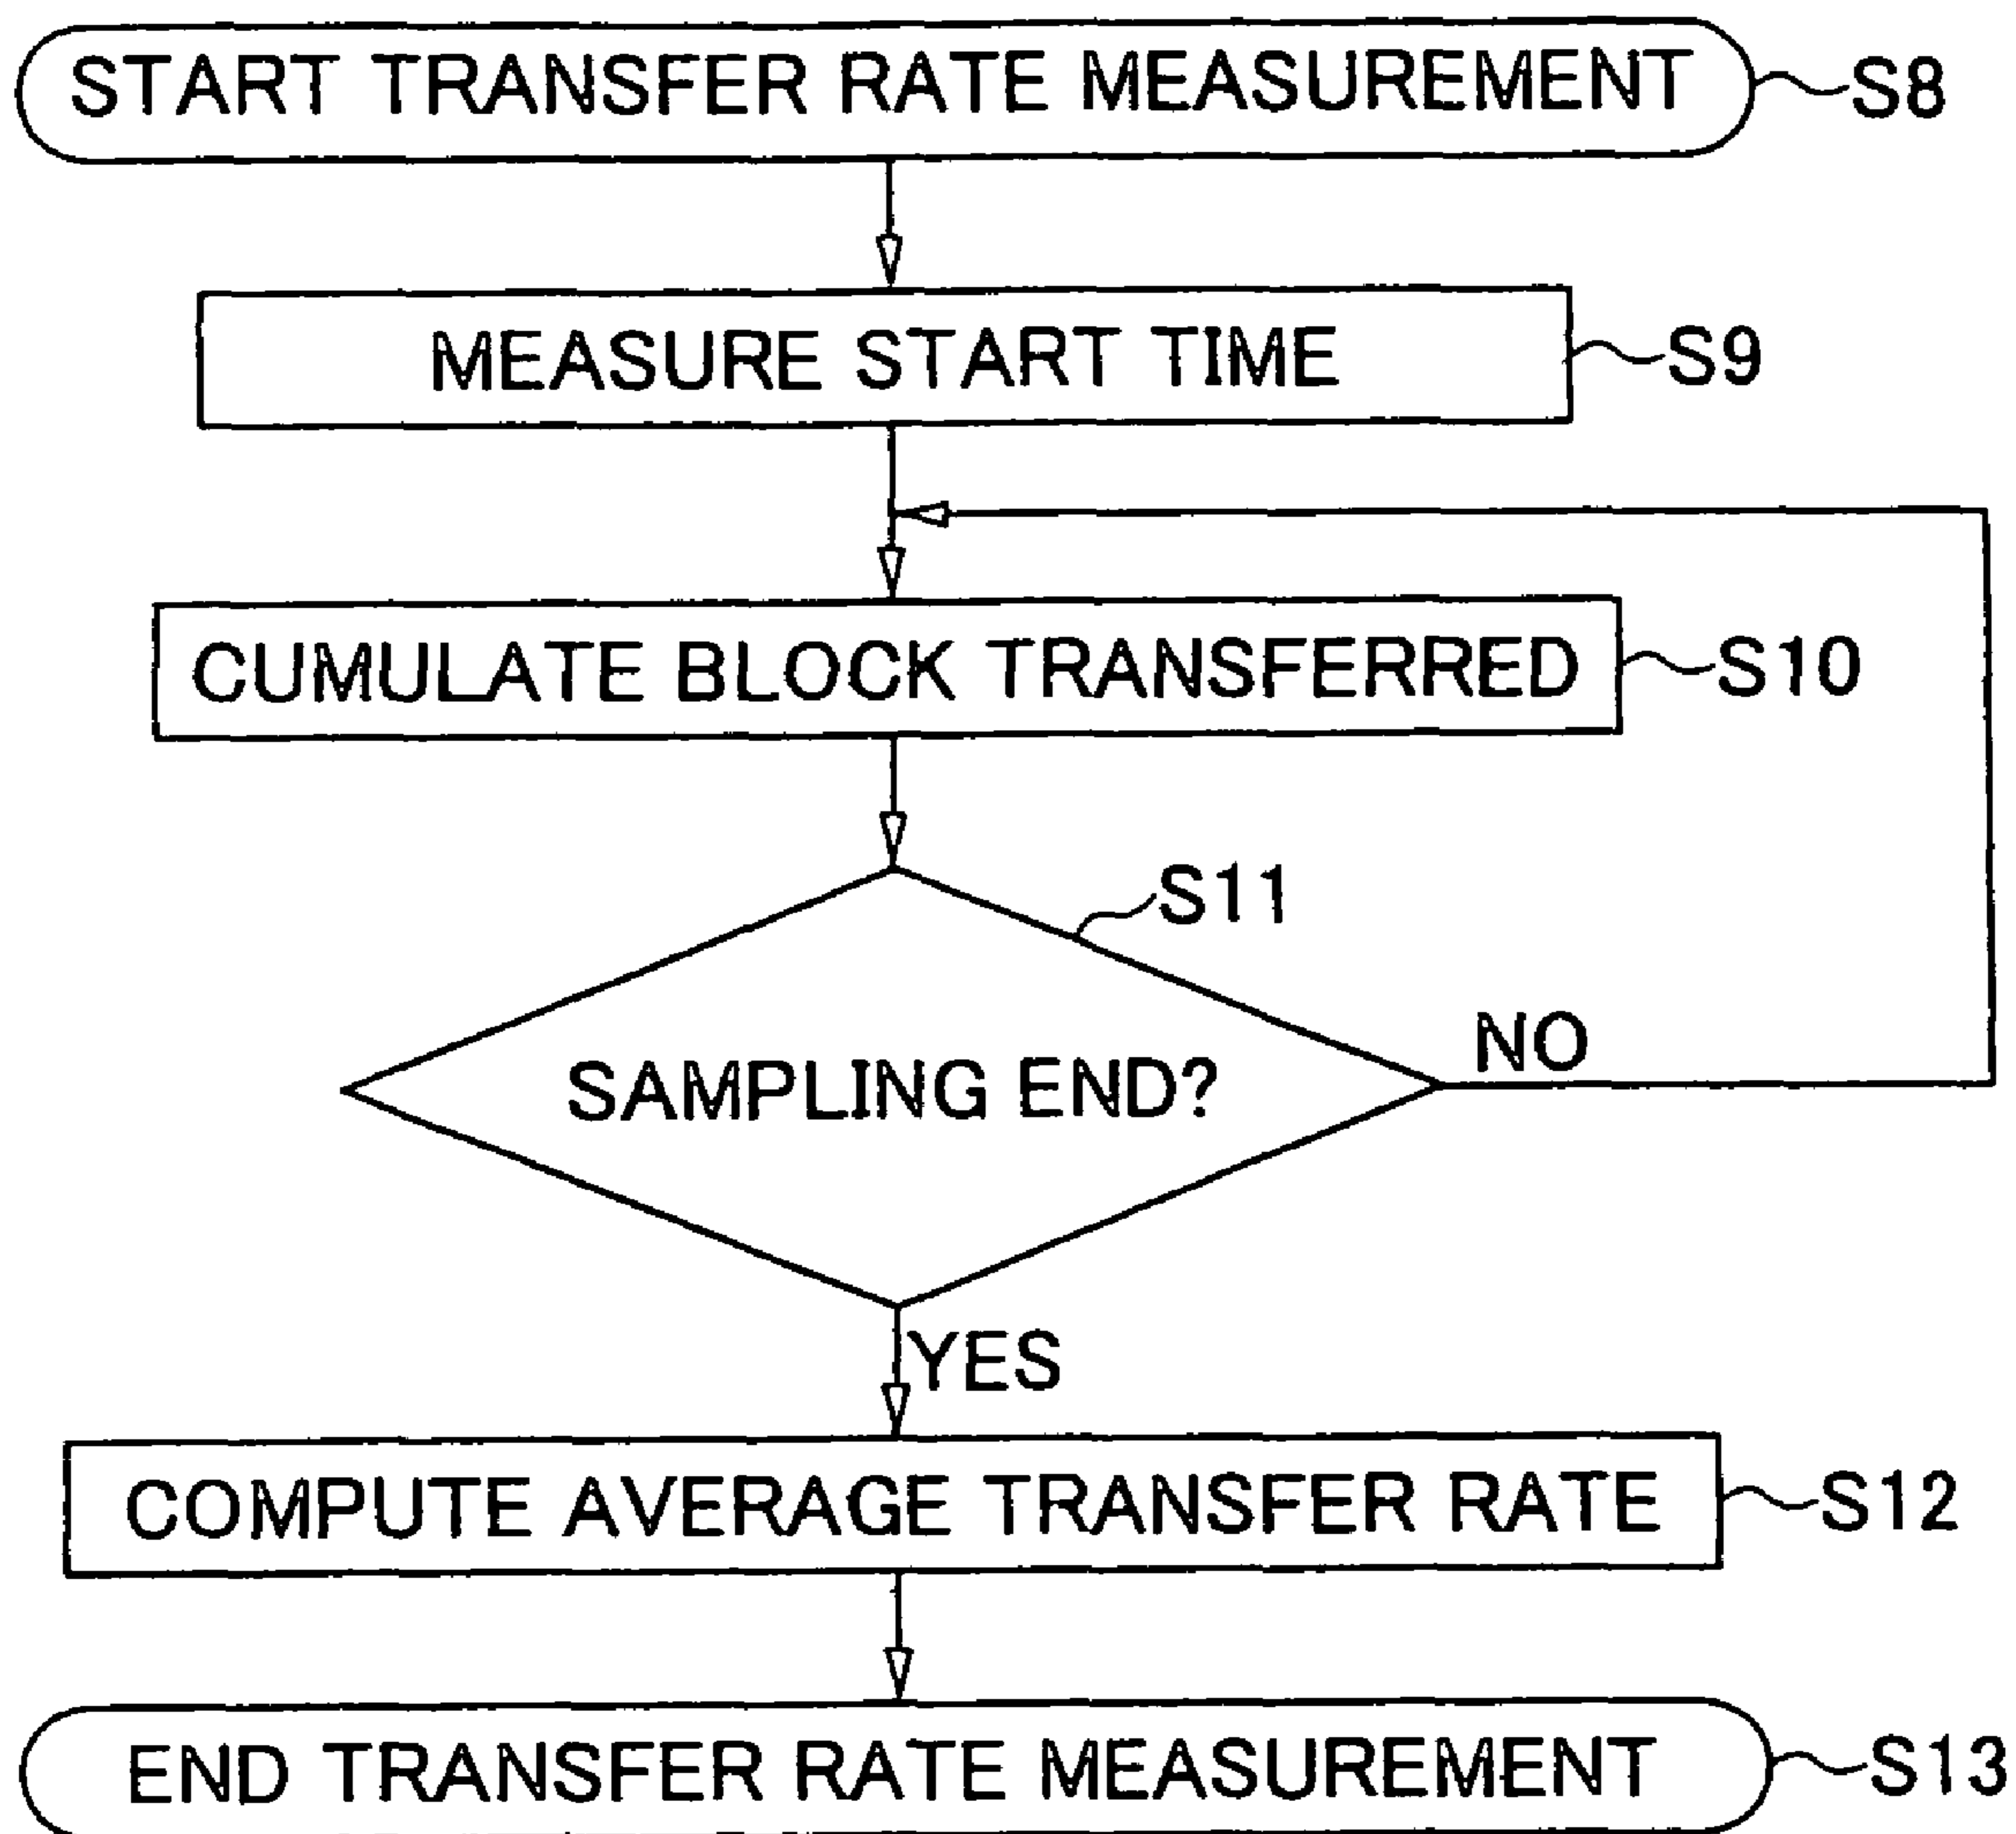 START TRANSFER RATE MEASUREMENT
S8
MEASURE START TIME
S9
CUMULATE BLOCK TRANSFERRED
S10
S11
SAMPLING END?
NO
YES
COMPUTE AVERAGE TRANSFER RATE
S12
END TRANSFER RATE MEASUREMENT
S13